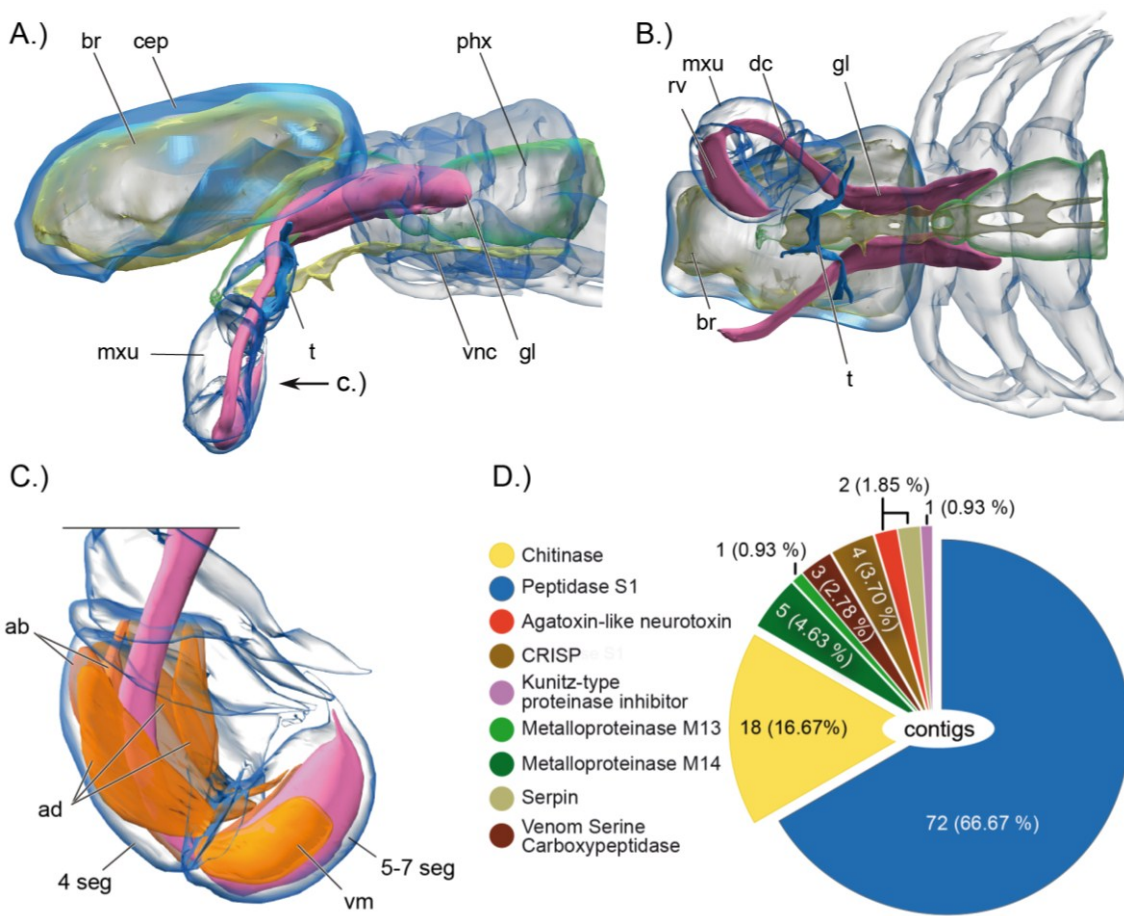 A.)
br
cep
phx
mxu
t
vnc
gl
c.)
B.)
mxu
dc
gl
rv
br
t
C.)
ab
ad
4 seg
vm
5-7 seg
D.)
Chitinase
Peptidase S1
Agatoxin-like neurotoxin
CRISP
Kunitz-type
proteinase inhibitor
Metalloproteinase M13
Metalloproteinase M14
Serpin
Venom Serine
Carboxypeptidase
2 (1.85 %)
1 (0.93 %)
1 (0.93 %)
4 (3.70 %)
3 (2.78 %)
5 (4.63 %)
18 (16.67%)
contigs
72 (66.67 %)